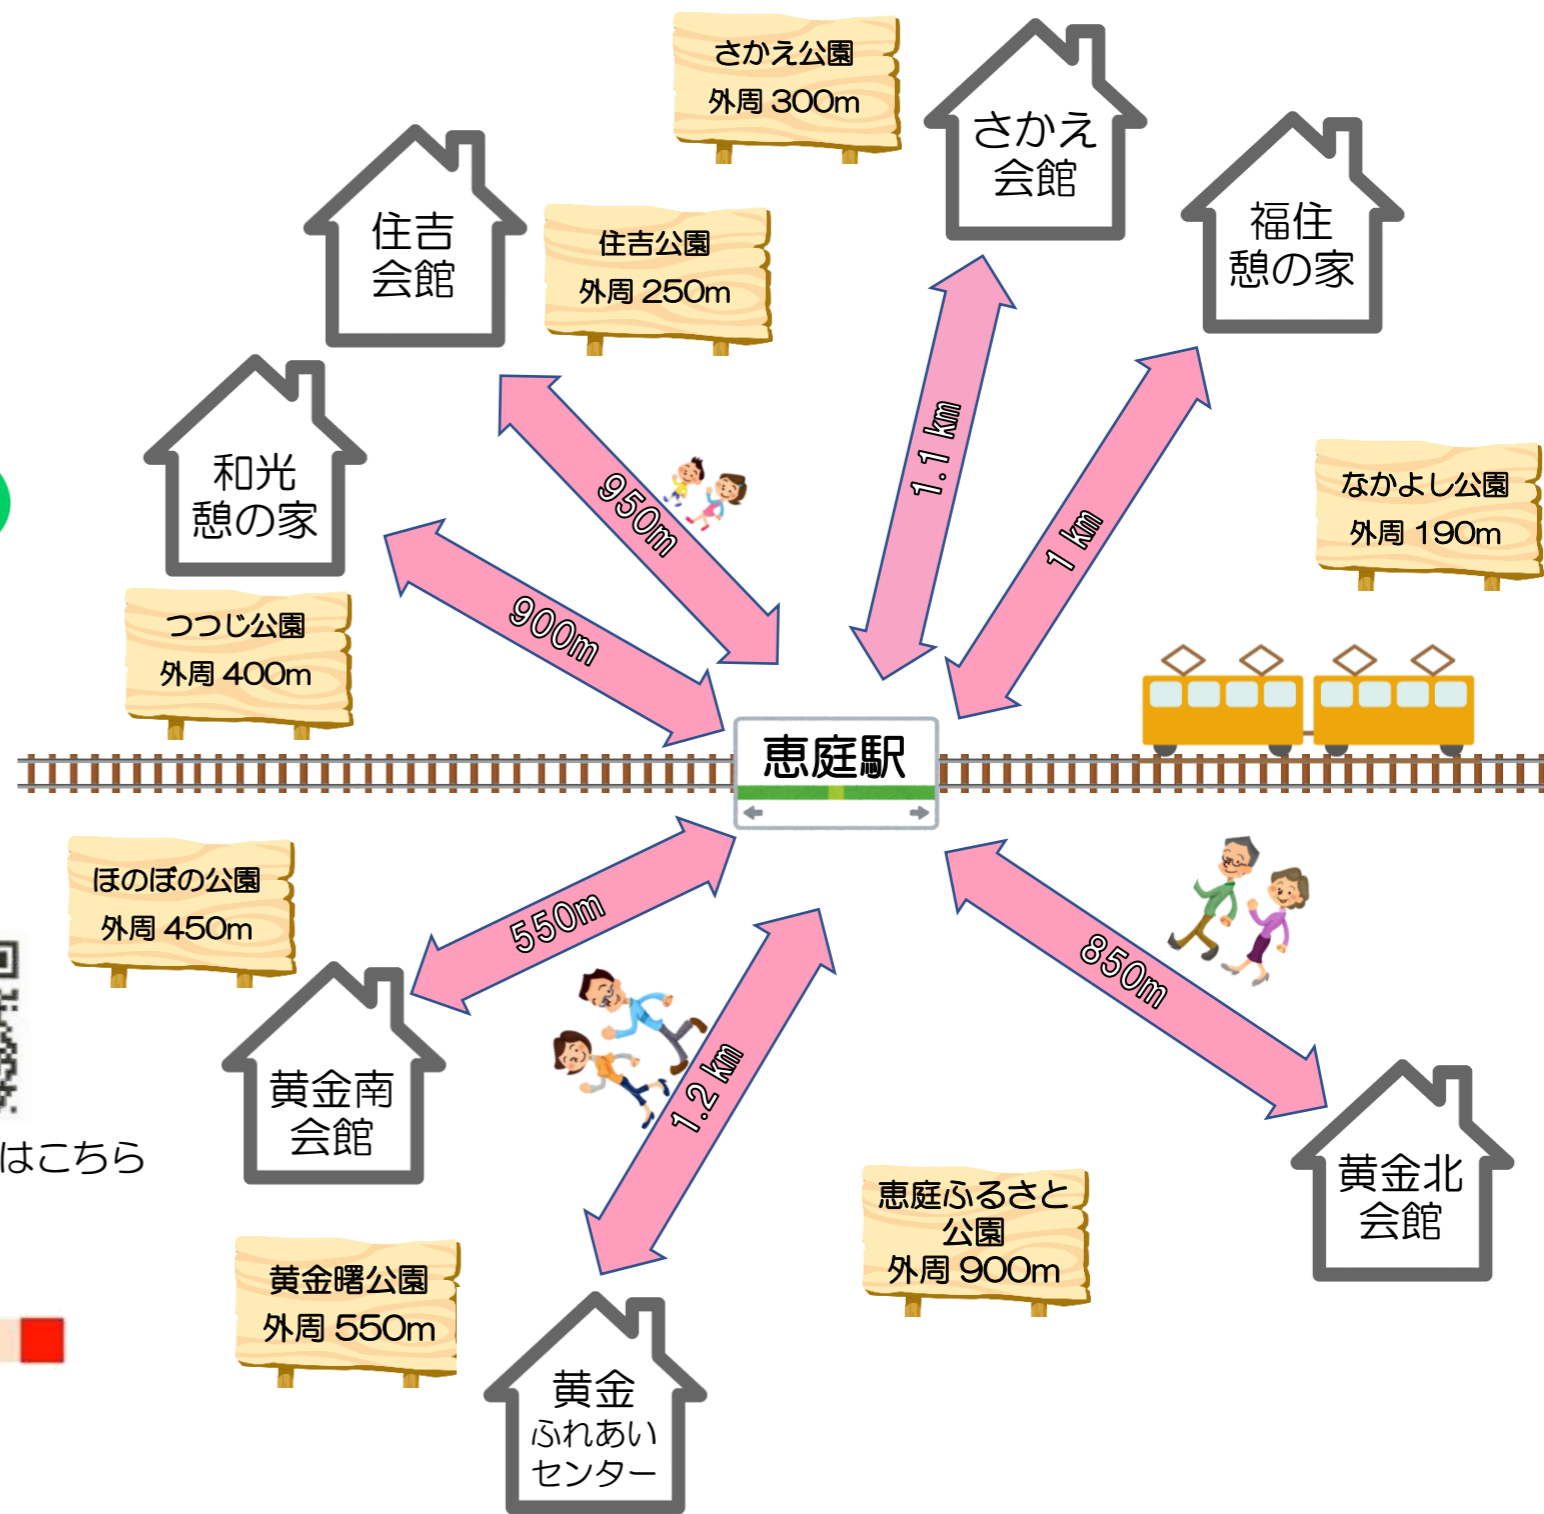 さかえ公園
外周 300m
さかえ
会館
住吉
会館
住吉公園
外周 250m
福住
憩の家
和光
憩の家
950m
1.1 km
1 km
なかよし公園
外周 190m
つつじ公園
外周 400m
900m
恵庭駅
ほのぼの公園
外周 450m
550m
850m
黄金南
会館
1.2 km
はこちら
黄金北
会館
恵庭ふるさと
公園
外周 900m
黄金曙公園
外周 550m
黄金
ふれあい
センター